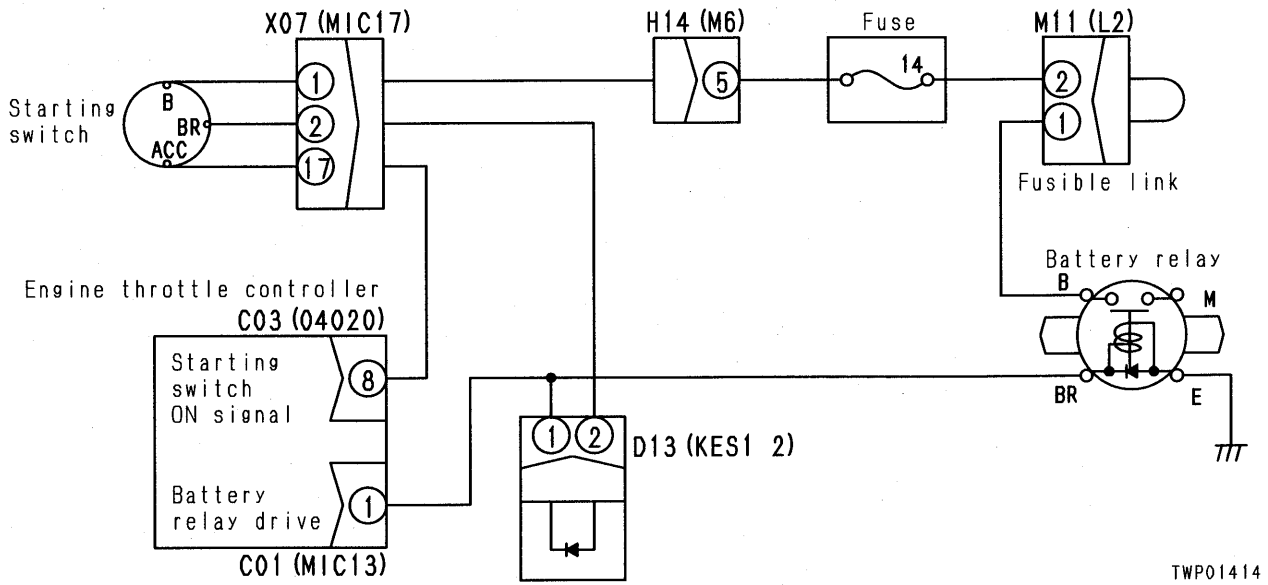 X07 (MIC17)
H14 (M6)
Fuse
M11 (L2)
Starting
switch
B
BR
ACC
1
2
17
5
14
2
1
Fusible link
Engine throttle controller
C03 (04020)
Starting
switch
ON signal
8
Battery
relay drive
1
C01 (MIC13)
1
2
D13 (KES1 2)
Battery relay
B
M
BR
E
TWP01414